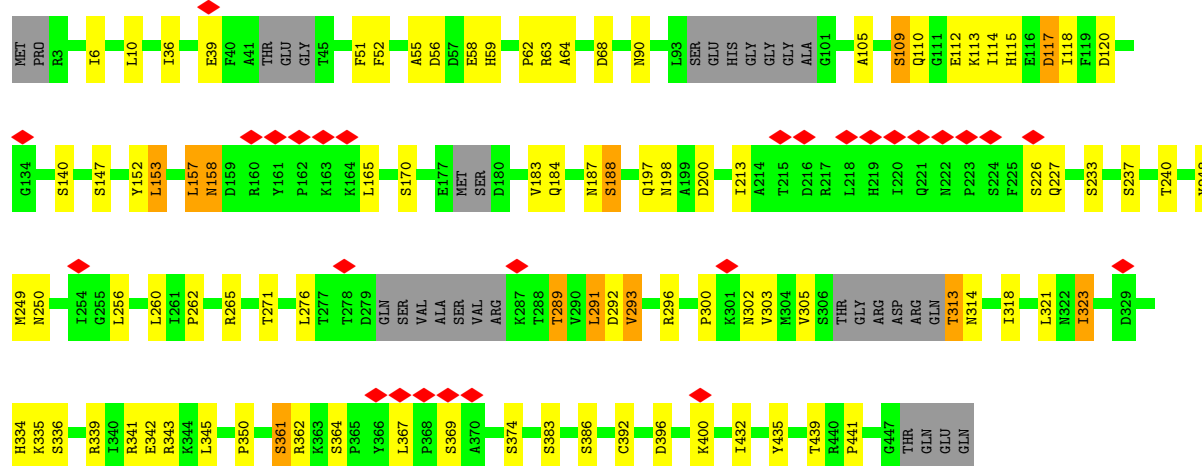 MET PRO R3 I6 L10 I36 E39 F40 A41 THR GLU GLY T45 F51 F52 A55 D56 D57 E58 H59 P62 R63 A64 D68 N90 L93 SER GLU HIS GLY GLY GLY ALA G101 A105 S109 Q110 G111 E112 K113 I114 H115 E116 D117 I118 F119 D120
G134 S140 S147 Y152 L153 L157 N158 D159 R160 Y161 P162 K163 K164 L165 S170 E177 MET SER D180 V183 Q184 N187 S188 Q197 N198 A199 D200 I213 A214 T215 D216 R217 L218 H219 I220 Q221 N222 P223 S224 F225 S226 Q227 S233 S237 T240
M249 N250 I254 G255 L256 L260 I261 P262 R265 T271 L276 T277 T278 D279 GLN SER VAL ALA SER VAL ARG K287 T288 T289 V290 L291 D292 V293 R296 P300 K301 N302 V303 M304 V305 S306 THR GLY ARG ASP ARG GLN T313 N314 I318 L321 N322 I323 D329
H334 K335 S336 R339 I340 R341 E342 R343 K344 L345 P350 S361 R362 K363 S364 P365 Y366 L367 P368 S369 A370 S374 S383 S386 C392 D396 K400 I432 Y435 T439 R440 P441 G447 THR GLN GLU GLN